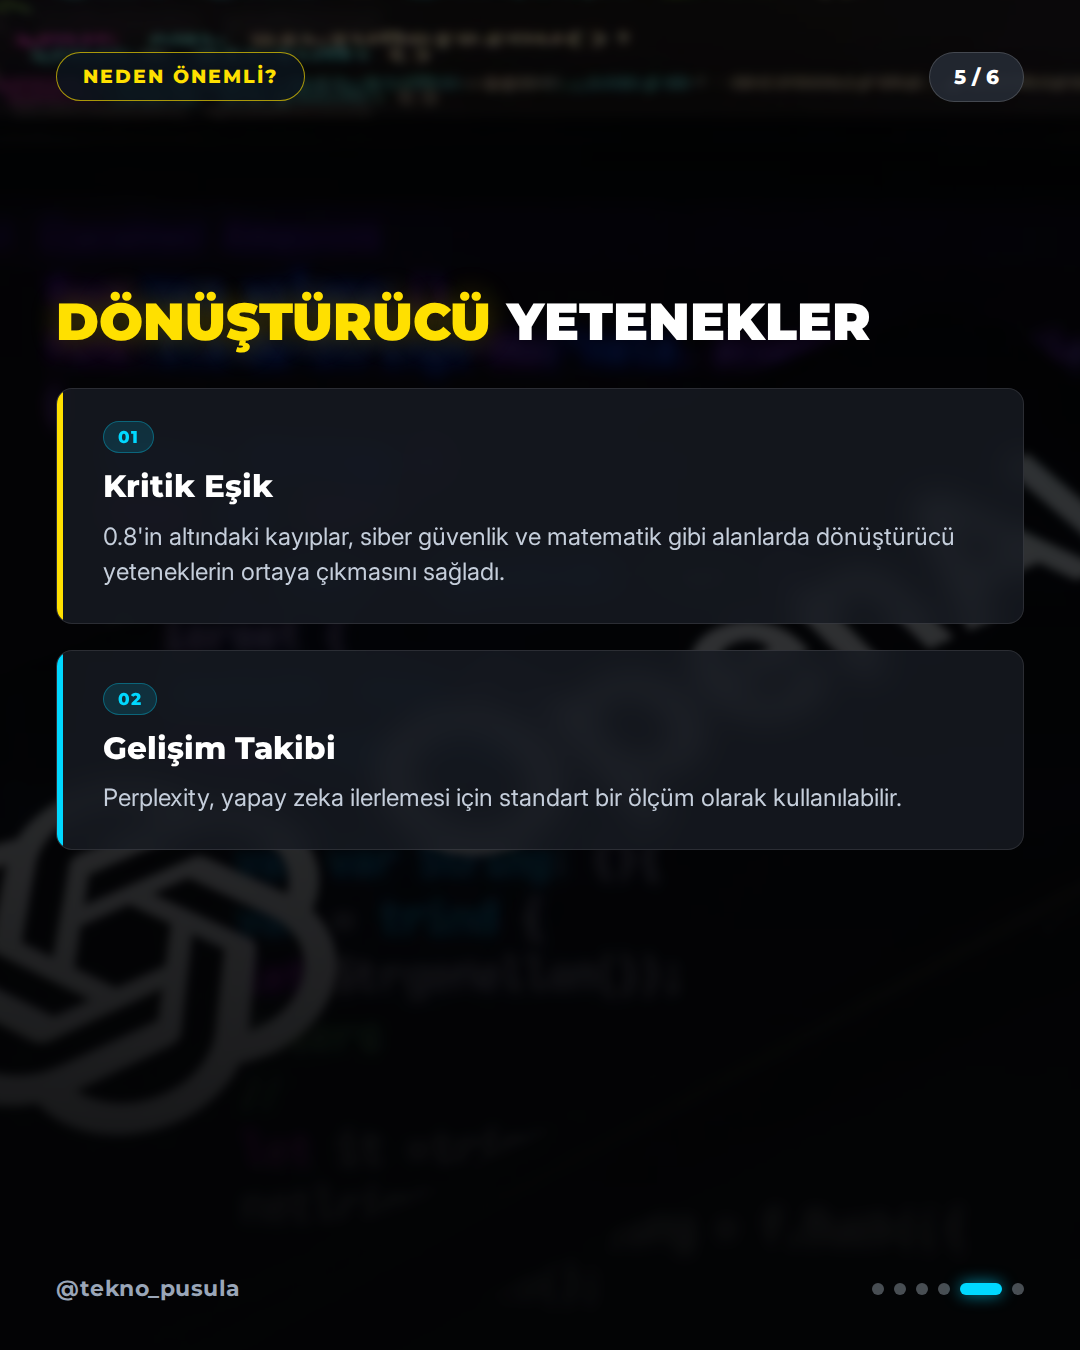 NEDEN ÖNEMLİ?
5 / 6
DÖNÜŞTÜRÜCÜ YETENEKLER
01
Kritik Eşik
0.8'in altındaki kayıplar, siber güvenlik ve matematik gibi alanlarda dönüştürücü
yeteneklerin ortaya çıkmasını sağladı.
02
Gelişim Takibi
Perplexity, yapay zeka ilerlemesi için standart bir ölçüm olarak kullanılabilir.
@tekno_pusula